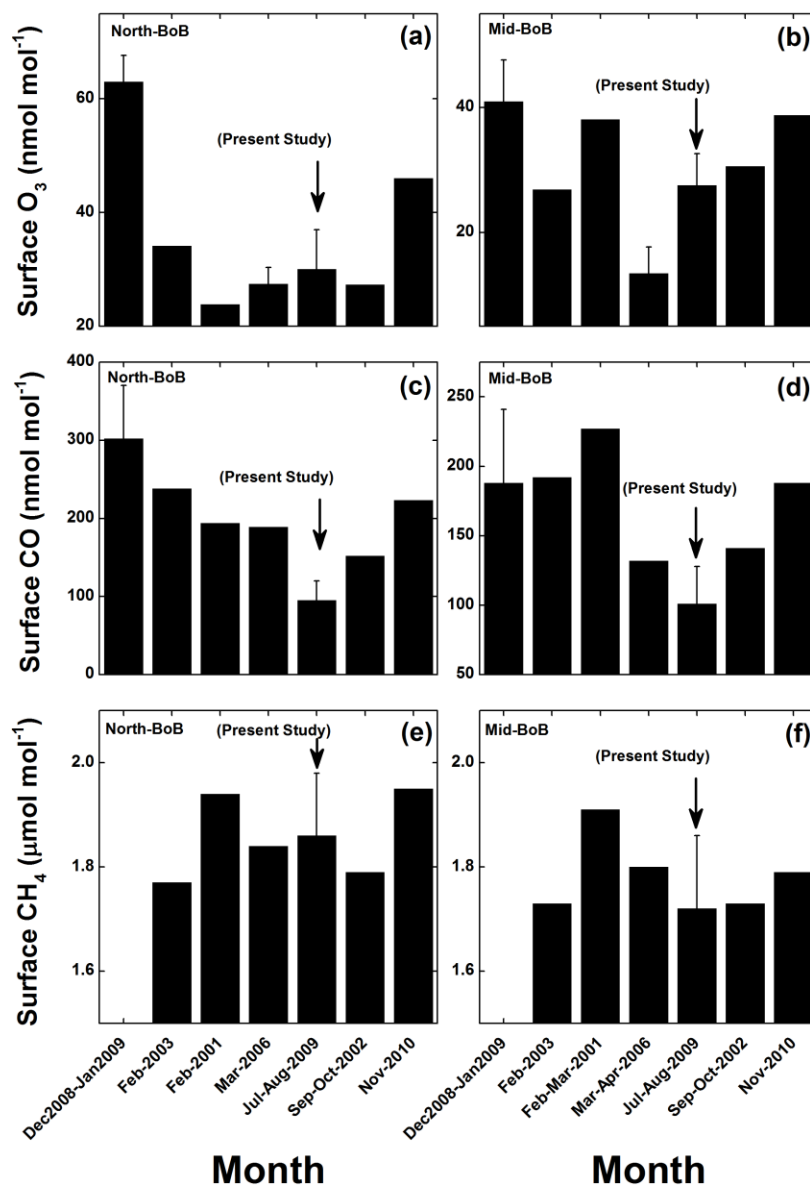 North-BoB
(a)
(Present Study)
60
40
20
Surface O3 (nmol mol-1)
Mid-BoB
(b)
(Present Study)
40
20
North-BoB
(c)
(Present Study)
400
300
200
100
0
Surface CO (nmol mol-1)
Mid-BoB
(d)
(Present Study)
250
200
150
100
50
North-BoB
(e)
(Present Study)
2.0
1.8
1.6
Surface CH4 (µmol mol-1)
Mid-BoB
(f)
(Present Study)
2.0
1.8
1.6
Dec2008-Jan2009
Feb-2003
Feb-2001
Mar-2006
Jul-Aug-2009
Sep-Oct-2002
Nov-2010
Month
Dec2008-Jan2009
Feb-2003
Feb-Mar-2001
Mar-Apr-2006
Jul-Aug-2009
Sep-Oct-2002
Nov-2010
Month